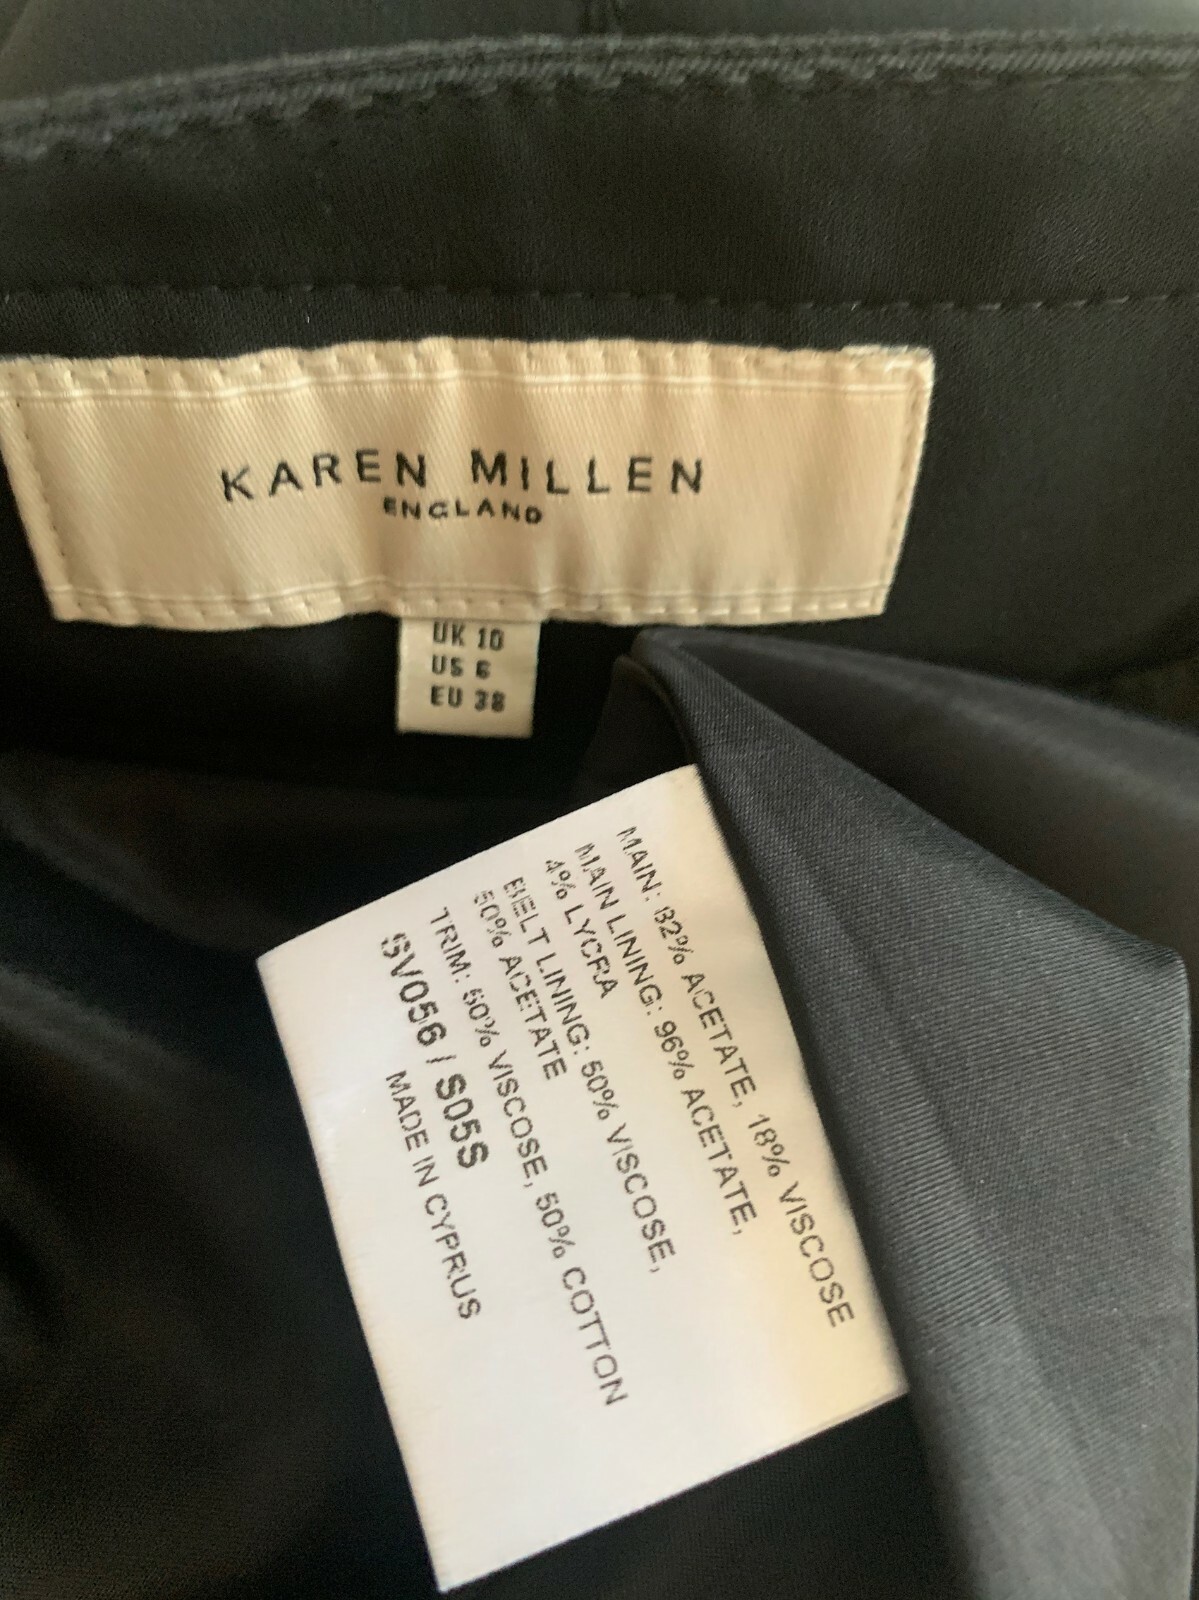 KAREN MILLEN
ENGLAND
UK 10
US 6
EU 38
MAIN: 82% ACETATE, 18% VISCOSE
MAIN LINING: 96% ACETATE,
4% LYCRA
BELT LINING: 50% VISCOSE,
50% ACETATE
TRIM: 50% VISCOSE, 50% COTTON
SV056 / S05S
MADE IN CYPRUS